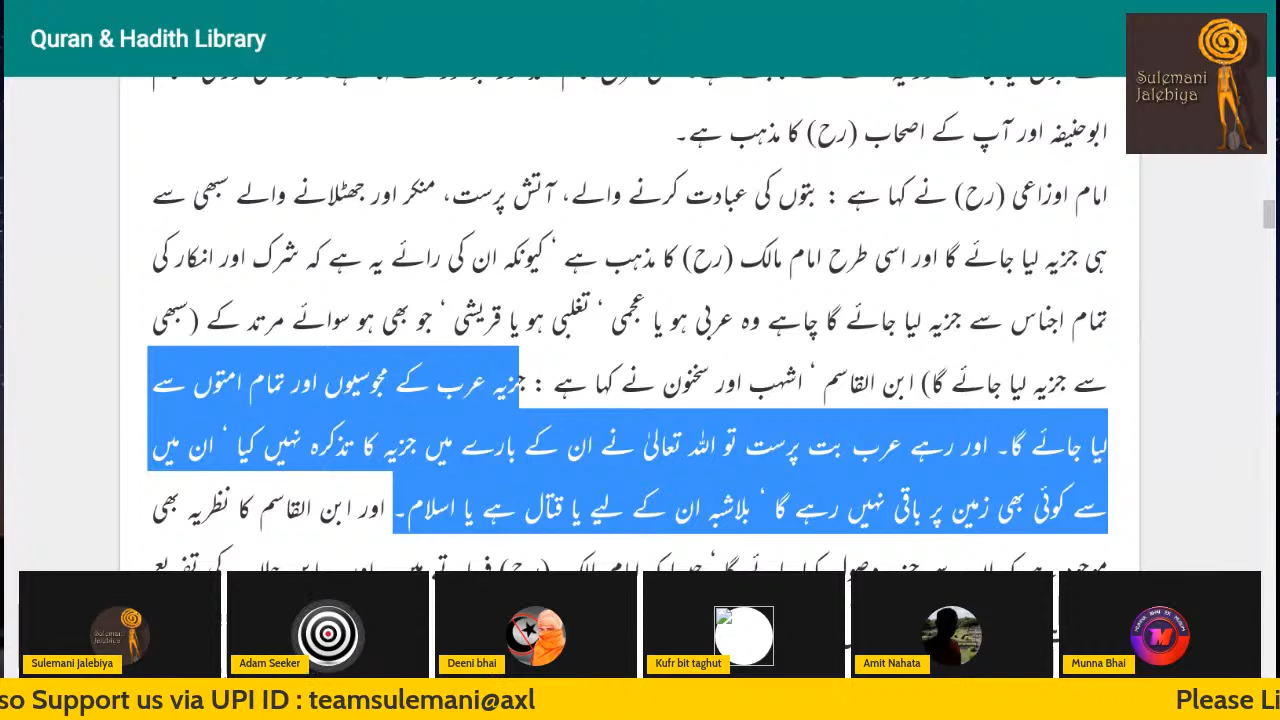 Quran & Hadith Library
Sulemani
Jalebiya
ابوحنیفہ اور آپ کے اصحاب (رح) کا مذہب ہے۔
امام اوزاعی (رح) نے کہا ہے : بتوں کی عبادت کرنے والے، آتش پرست، منکر اور جھٹلانے والے سبھی سے
ہی جزیہ لیا جائے گا اور اسی طرح امام مالک (رح) کا مذہب ہے ‘ کیونکہ ان کی رائے یہ ہے کہ شرک اور انکار کی
تمام اجناس سے جزیہ لیا جائے گا چاہے وہ عربی ہو یا عجمی ‘ تغلبی ہو یا قریشی ‘ جو بھی ہو سوائے مرتد کے (سبھی
سے جزیہ لیا جائے گا) ابن القاسم ‘ اشہب اور سخنون نے کہا ہے : جزیہ عرب کے مجوسیوں اور تمام امتوں سے
لیا جائے گا۔ اور رہے عرب بت پرست تو اللہ تعالیٰ نے ان کے بارے میں جزیہ کا تذکرہ نہیں کیا ‘ ان میں
سے کوئی بھی زمین پر باقی نہیں رہے گا ‘ بلاشبہ ان کے لیے یا قتال ہے یا اسلام۔ اور ابن القاسم کا نظریہ بھی
Sulemani Jalebiya
Adam Seeker
Deeni bhai
Kufr bit taghut
Amit Nahata
Munna Bhai
so Support us via UPI ID : teamsulemani@axl
Please Li